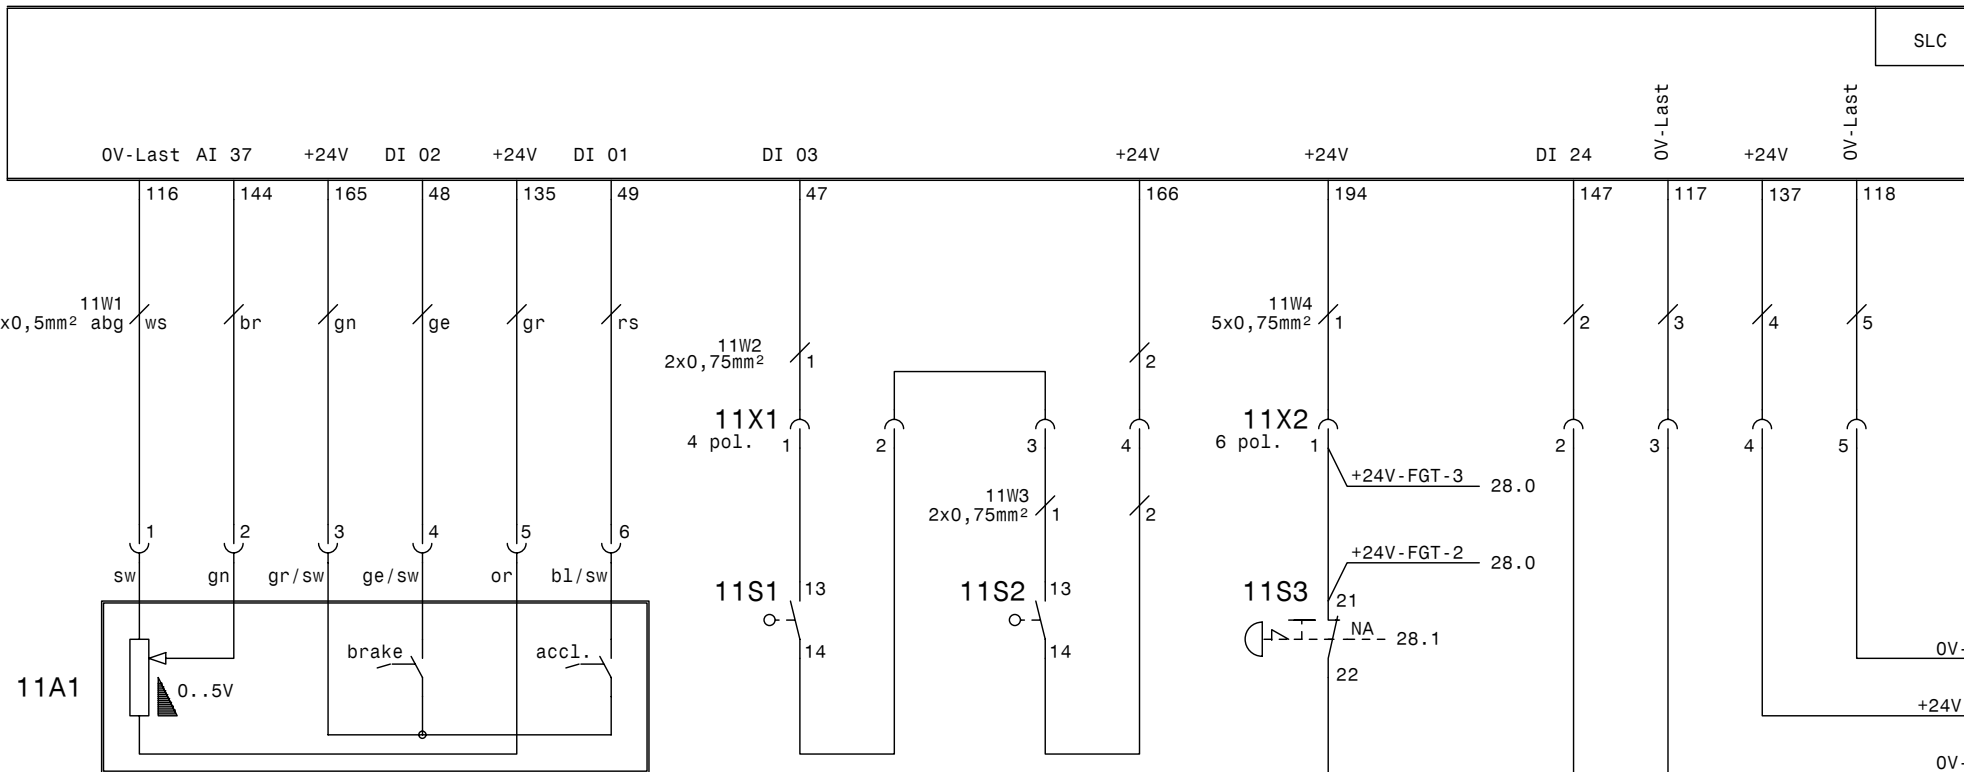 SLC
0V-Last AI 37 +24V DI 02 +24V DI 01 DI 03 +24V +24V DI 24 0V-Last +24V 0V-Last
116 144 165 48 135 49 47 166 194 147 117 137 118
11W1 11W4
x0,5mm² abg ws br gn ge gr rs 5x0,75mm² 1 2 3 4 5
11W2
2x0,75mm² 1 2
11X1 11X2
4 pol. 1 2 3 4 6 pol. 1 2 3 4 5
+24V-FGT-3 28.0
11W3
2x0,75mm² 1 2
1 2 3 4 5 6
+24V-FGT-2 28.0
sw gn gr/sw ge/sw or bl/sw
11S1 13 11S2 13 11S3 21
NA 28.1
brake accl. 14 14 0V-
22
11A1 0..5V
+24V
0V-